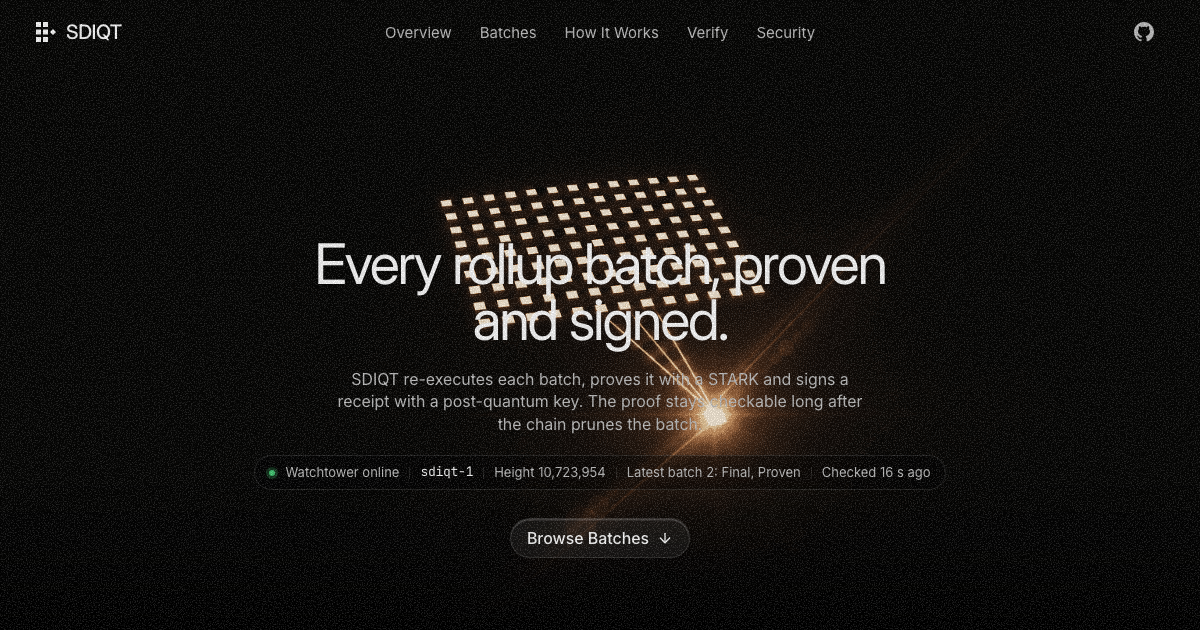 SDIQT
Overview Batches How It Works Verify Security
Every rollup batch, proven
and signed.
SDIQT re-executes each batch, proves it with a STARK and signs a
receipt with a post-quantum key. The proof stays checkable long after
the chain prunes the batch.
Watchtower online sdiqt-1 Height 10,723,954 Latest batch 2: Final, Proven Checked 16 s ago
Browse Batches ↓